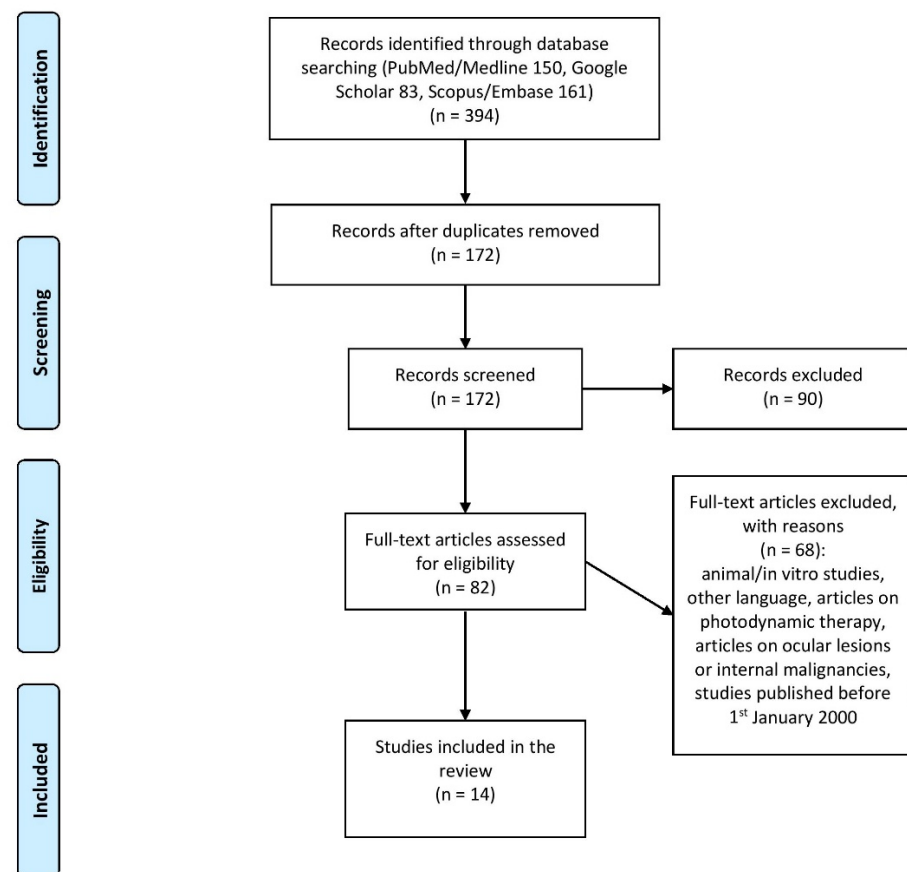 Identification
Records identified through database
searching (PubMed/Medline 150, Google
Scholar 83, Scopus/Embase 161)
(n = 394)
Records after duplicates removed
(n = 172)
Screening
Records screened
(n = 172)
Records excluded
(n = 90)
Eligibility
Full-text articles assessed
for eligibility
(n = 82)
Full-text articles excluded,
with reasons
(n = 68):
animal/in vitro studies,
other language, articles on
photodynamic therapy,
articles on ocular lesions
or internal malignancies,
studies published before
1st January 2000
Included
Studies included in the
review
(n = 14)